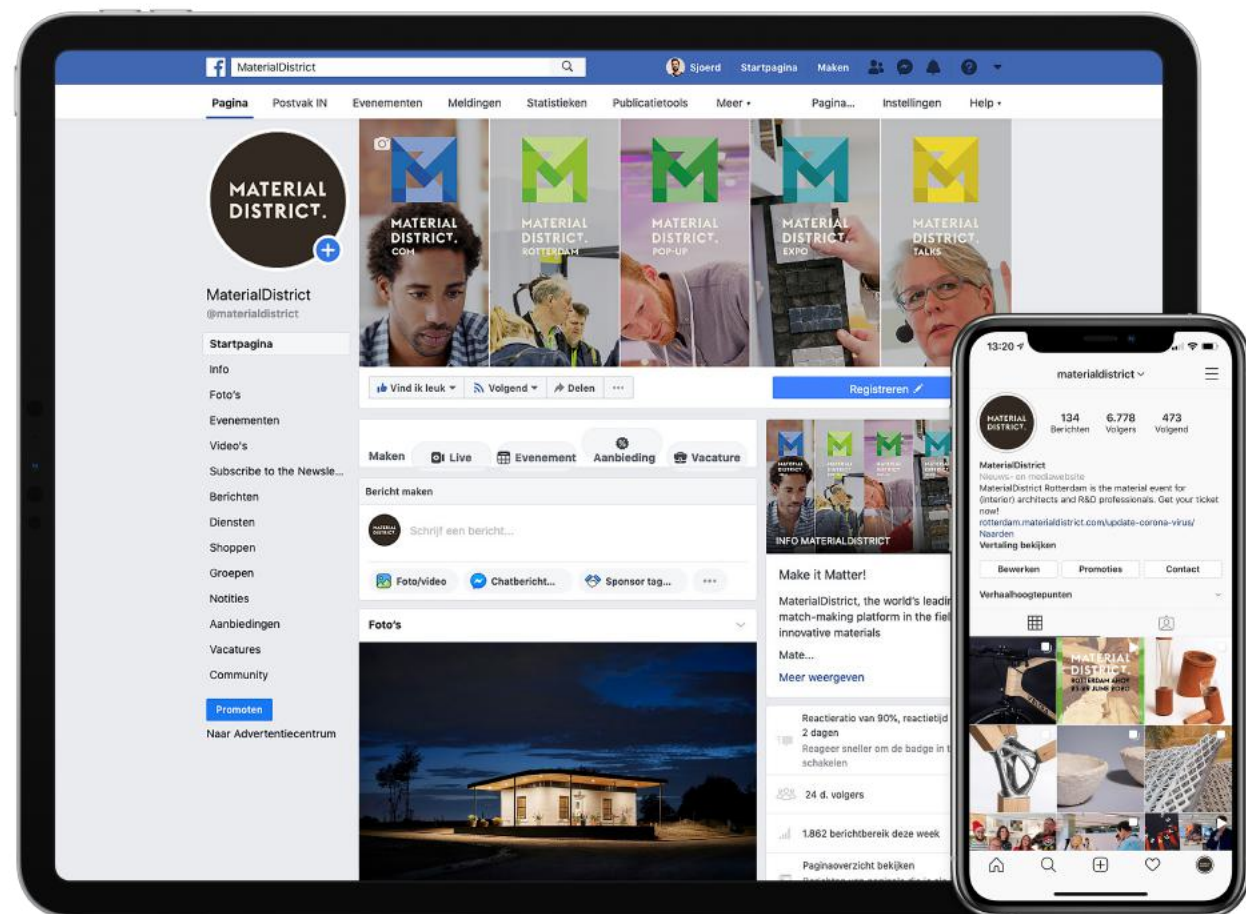 MaterialDistrict
Sjoerd Startpagina Maken
Pagina Postvak IN Evenementen Meldingen Statistieken Publicatietools Meer Pagina... Instellingen Help
MATERIAL
DISTRICT.
MATERIAL
DISTRICT.
COM
MATERIAL
DISTRICT.
ROTTERDAM
MATERIAL
DISTRICT.
POP-UP
MATERIAL
DISTRICT.
EXPO
MATERIAL
DISTRICT.
TALKS
MaterialDistrict
@materialdistrict
Startpagina
Info
Foto's
Evenementen
Video's
Subscribe to the Newsle...
Berichten
Diensten
Shoppen
Groepen
Notities
Aanbiedingen
Vacatures
Community
Promoten
Naar Advertentiecentrum
Vind ik leuk Volgend Delen ...
Registreren
Maken Live Evenement Aanbieding Vacature
Bericht maken
MATERIAL
DISTRICT.
Schrijf een bericht...
Foto/video Chatbericht... Sponsor tag... ...
Foto's
INFO MATERIALDISTRICT
Make it Matter!
MaterialDistrict, the world's leadin
match-making platform in the fiel
innovative materials
Mate...
Meer weergeven
Reactieratio van 90%, reactietijd
2 dagen
Reageer sneller om de badge in t
schakelen
24 d. volgers
1.862 berichtbereik deze week
Paginaoverzicht bekijken
13:20
materialdistrict
MATERIAL
DISTRICT.
134 6.778 473
Berichten Volgers Volgend
MaterialDistrict
Nieuws- en mediawebsite
MaterialDistrict Rotterdam is the material event for
(interior) architects and R&D professionals. Get your ticket
now!
rotterdam.materialdistrict.com/update-corona-virus/
Naarden
Vertaling bekijken
Bewerken Promoties Contact
Verhaalhoogtepunten
MATERIAL
DISTRICT.
ROTTERDAM AHOY